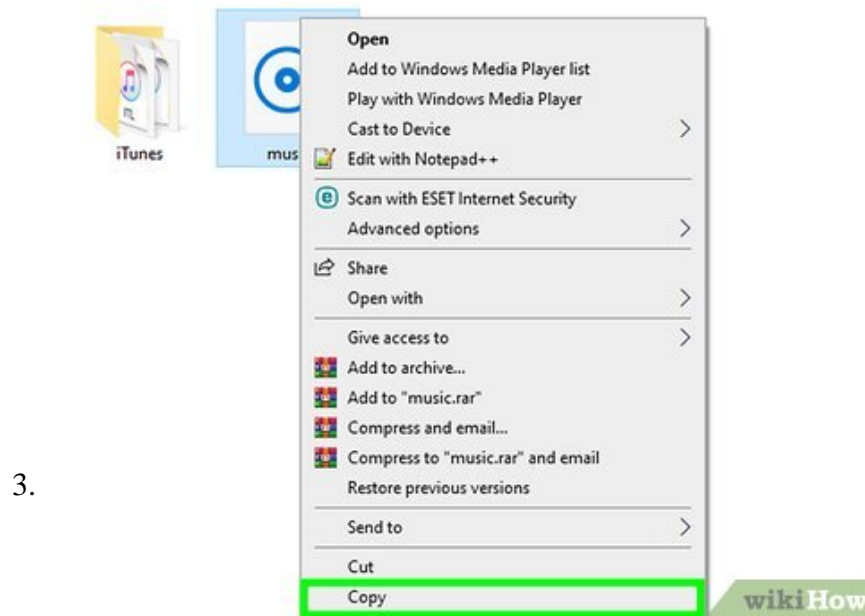 Open
Add to Windows Media Player list
Play with Windows Media Player
Cast to Device
iTunes
mus
Edit with Notepad++
Scan with ESET Internet Security
Advanced options
Share
Open with
Give access to
Add to archive...
Add to "music.rar"
Compress and email...
Compress to "music.rar" and email
3.
Restore previous versions
Send to
Cut
Copy
wikiHow